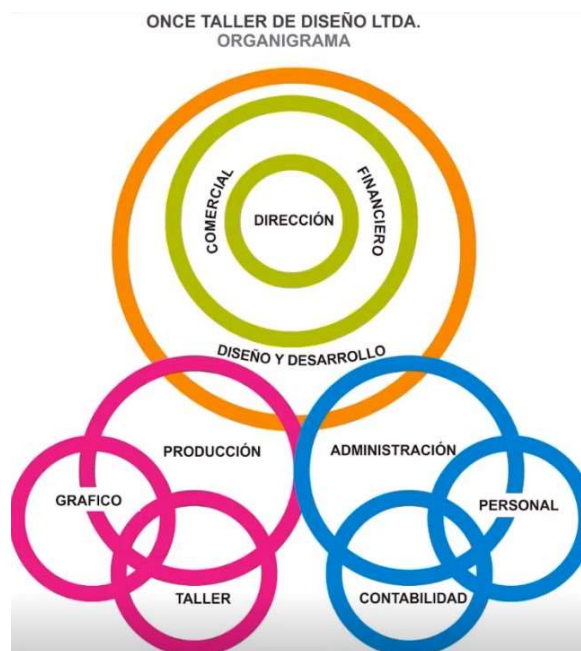 ONCE TALLER DE DISEÑO LTDA.
ORGANIGRAMA
COMERCIAL
FINANCIERO
DIRECCIÓN
DISEÑO Y DESARROLLO
PRODUCCIÓN
ADMINISTRACIÓN
GRAFICO
PERSONAL
TALLER
CONTABILIDAD